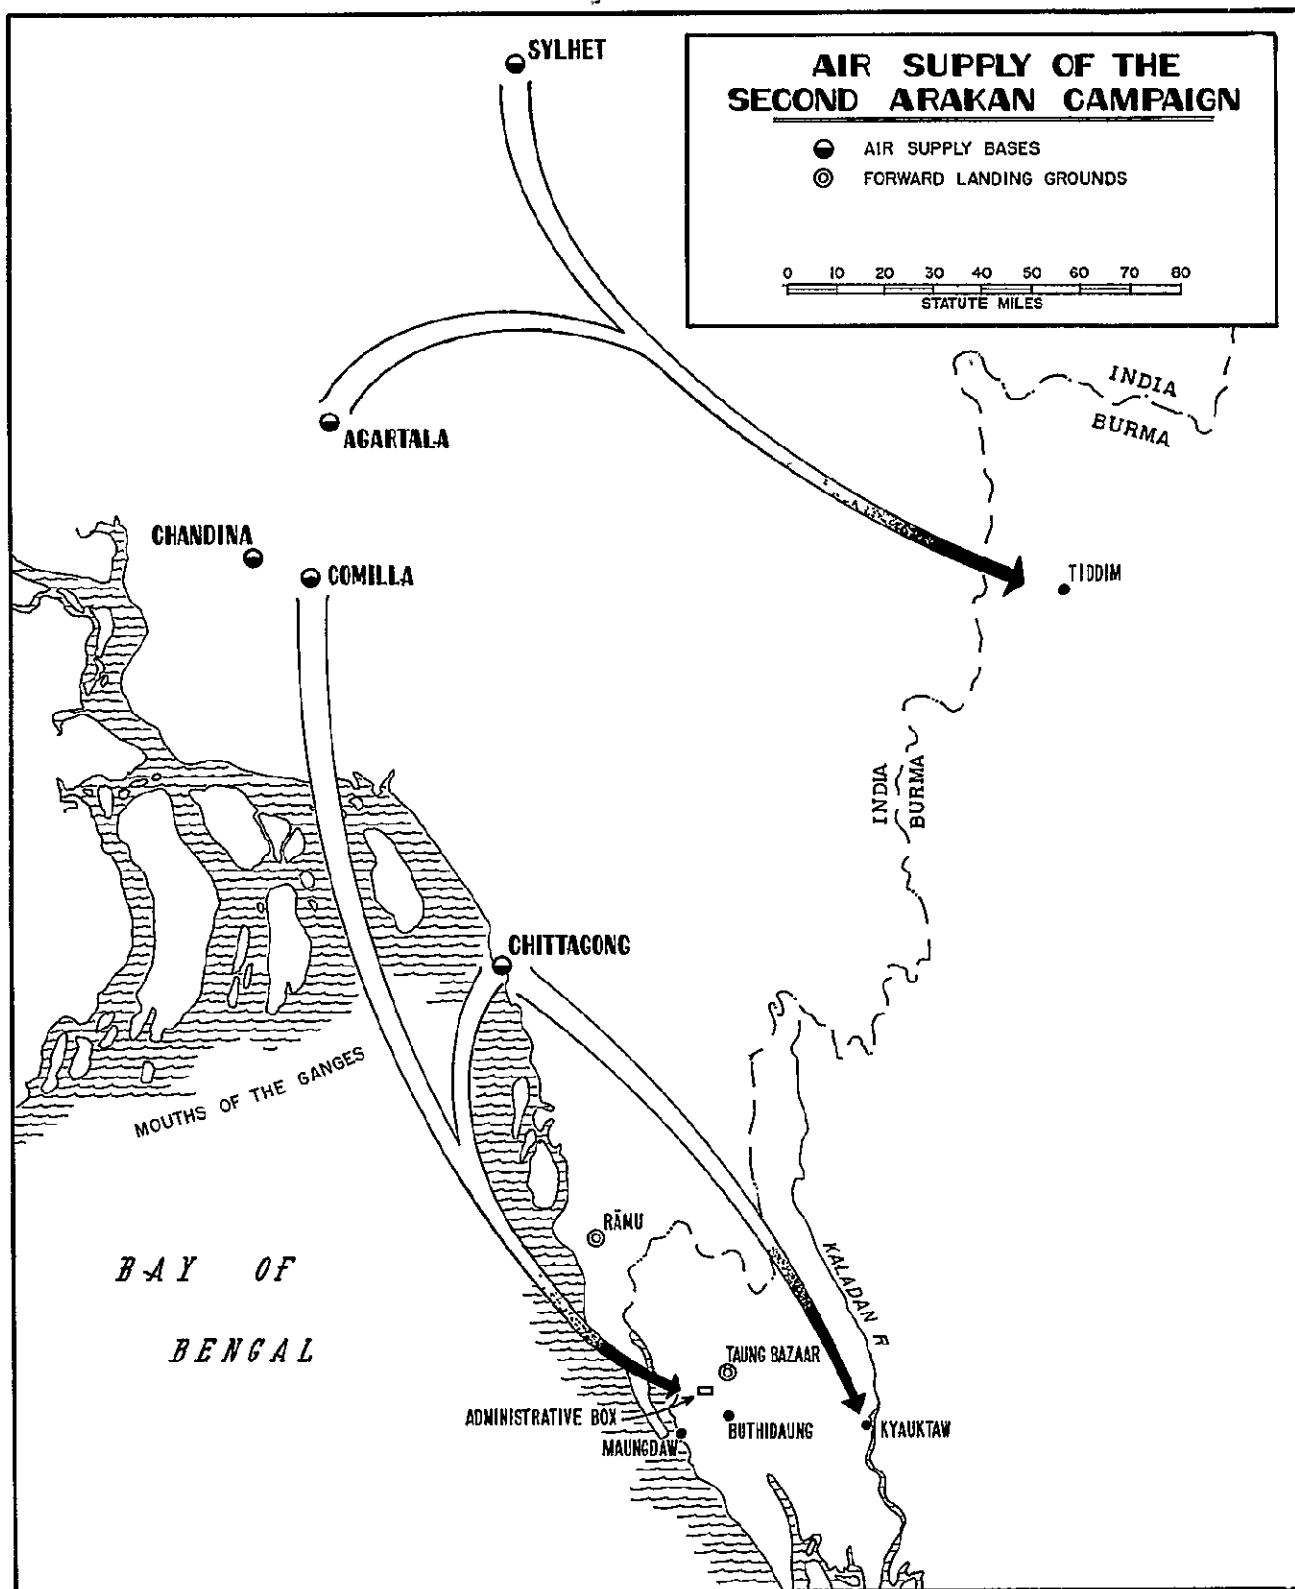 SYLHET
AIR SUPPLY OF THE
SECOND ARAKAN CAMPAIGN
AIR SUPPLY BASES
FORWARD LANDING GROUNDS
0 10 20 30 40 50 60 70 80
STATUTE MILES
INDIA
BURMA
AGARTALA
CHANDINA
COMILLA
TIDDIM
INDIA
BURMA
CHITTAGONG
MOUTHS OF THE GANGES
RĀMU
KALADAN R
BAY OF
BENGAL
TAUNG BAZAAR
ADMINISTRATIVE BOX
BUTHIDAUNG
KYAUKTAW
MAUNGDAW